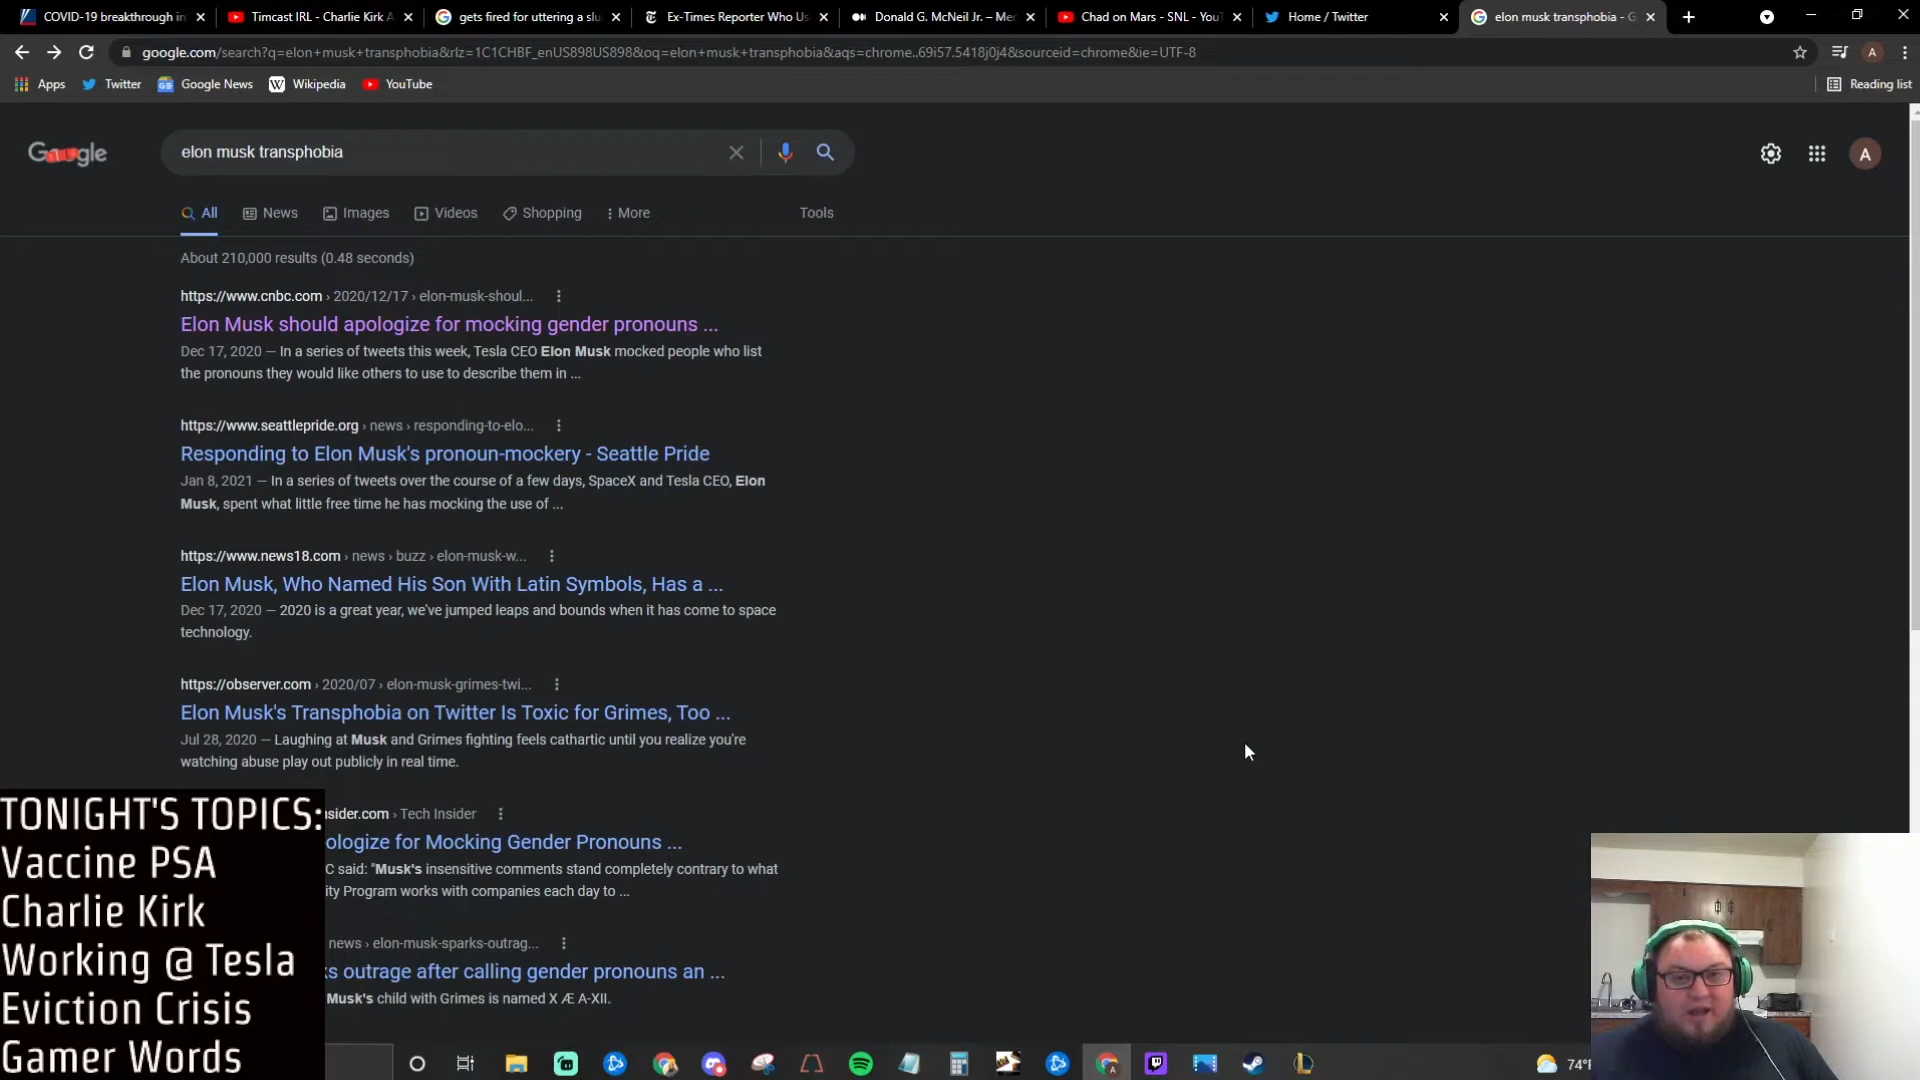 COVID-19 breakthrough in
Timcast IRL - Charlie Kirk A
gets fired for uttering a slu
Ex-Times Reporter Who Us
Donald G. McNeil Jr. – Med
Chad on Mars - SNL - YouT
Home / Twitter
elon musk transphobia - G
google.com/search?q=elon+musk+transphobia&rlz=1C1CHBF_enUS898US898&oq=elon+musk+transphobia&aqs=chrome..69i57.5418j0j4&sourceid=chrome&ie=UTF-8
A
Apps
Twitter
Google News
Wikipedia
YouTube
Reading list
Google
elon musk transphobia
A
All
News
Images
Videos
Shopping
More
Tools
About 210,000 results (0.48 seconds)
https://www.cnbc.com › 2020/12/17 › elon-musk-shoul...
Elon Musk should apologize for mocking gender pronouns ...
Dec 17, 2020 — In a series of tweets this week, Tesla CEO Elon Musk mocked people who list
the pronouns they would like others to use to describe them in ...
https://www.seattlepride.org › news › responding-to-elo...
Responding to Elon Musk's pronoun-mockery - Seattle Pride
Jan 8, 2021 — In a series of tweets over the course of a few days, SpaceX and Tesla CEO, Elon
Musk, spent what little free time he has mocking the use of ...
https://www.news18.com › news › buzz › elon-musk-w...
Elon Musk, Who Named His Son With Latin Symbols, Has a ...
Dec 17, 2020 — 2020 is a great year, we've jumped leaps and bounds when it has come to space
technology.
https://observer.com › 2020/07 › elon-musk-grimes-twi...
Elon Musk's Transphobia on Twitter Is Toxic for Grimes, Too ...
Jul 28, 2020 — Laughing at Musk and Grimes fighting feels cathartic until you realize you're
watching abuse play out publicly in real time.
sider.com › Tech Insider
ologize for Mocking Gender Pronouns ...
C said: "Musk's insensitive comments stand completely contrary to what
ity Program works with companies each day to ...
news › elon-musk-sparks-outrag...
ks outrage after calling gender pronouns an ...
Musk's child with Grimes is named X Æ A-XII.
TONIGHT'S TOPICS:
Vaccine PSA
Charlie Kirk
Working @ Tesla
Eviction Crisis
Gamer Words
74°F